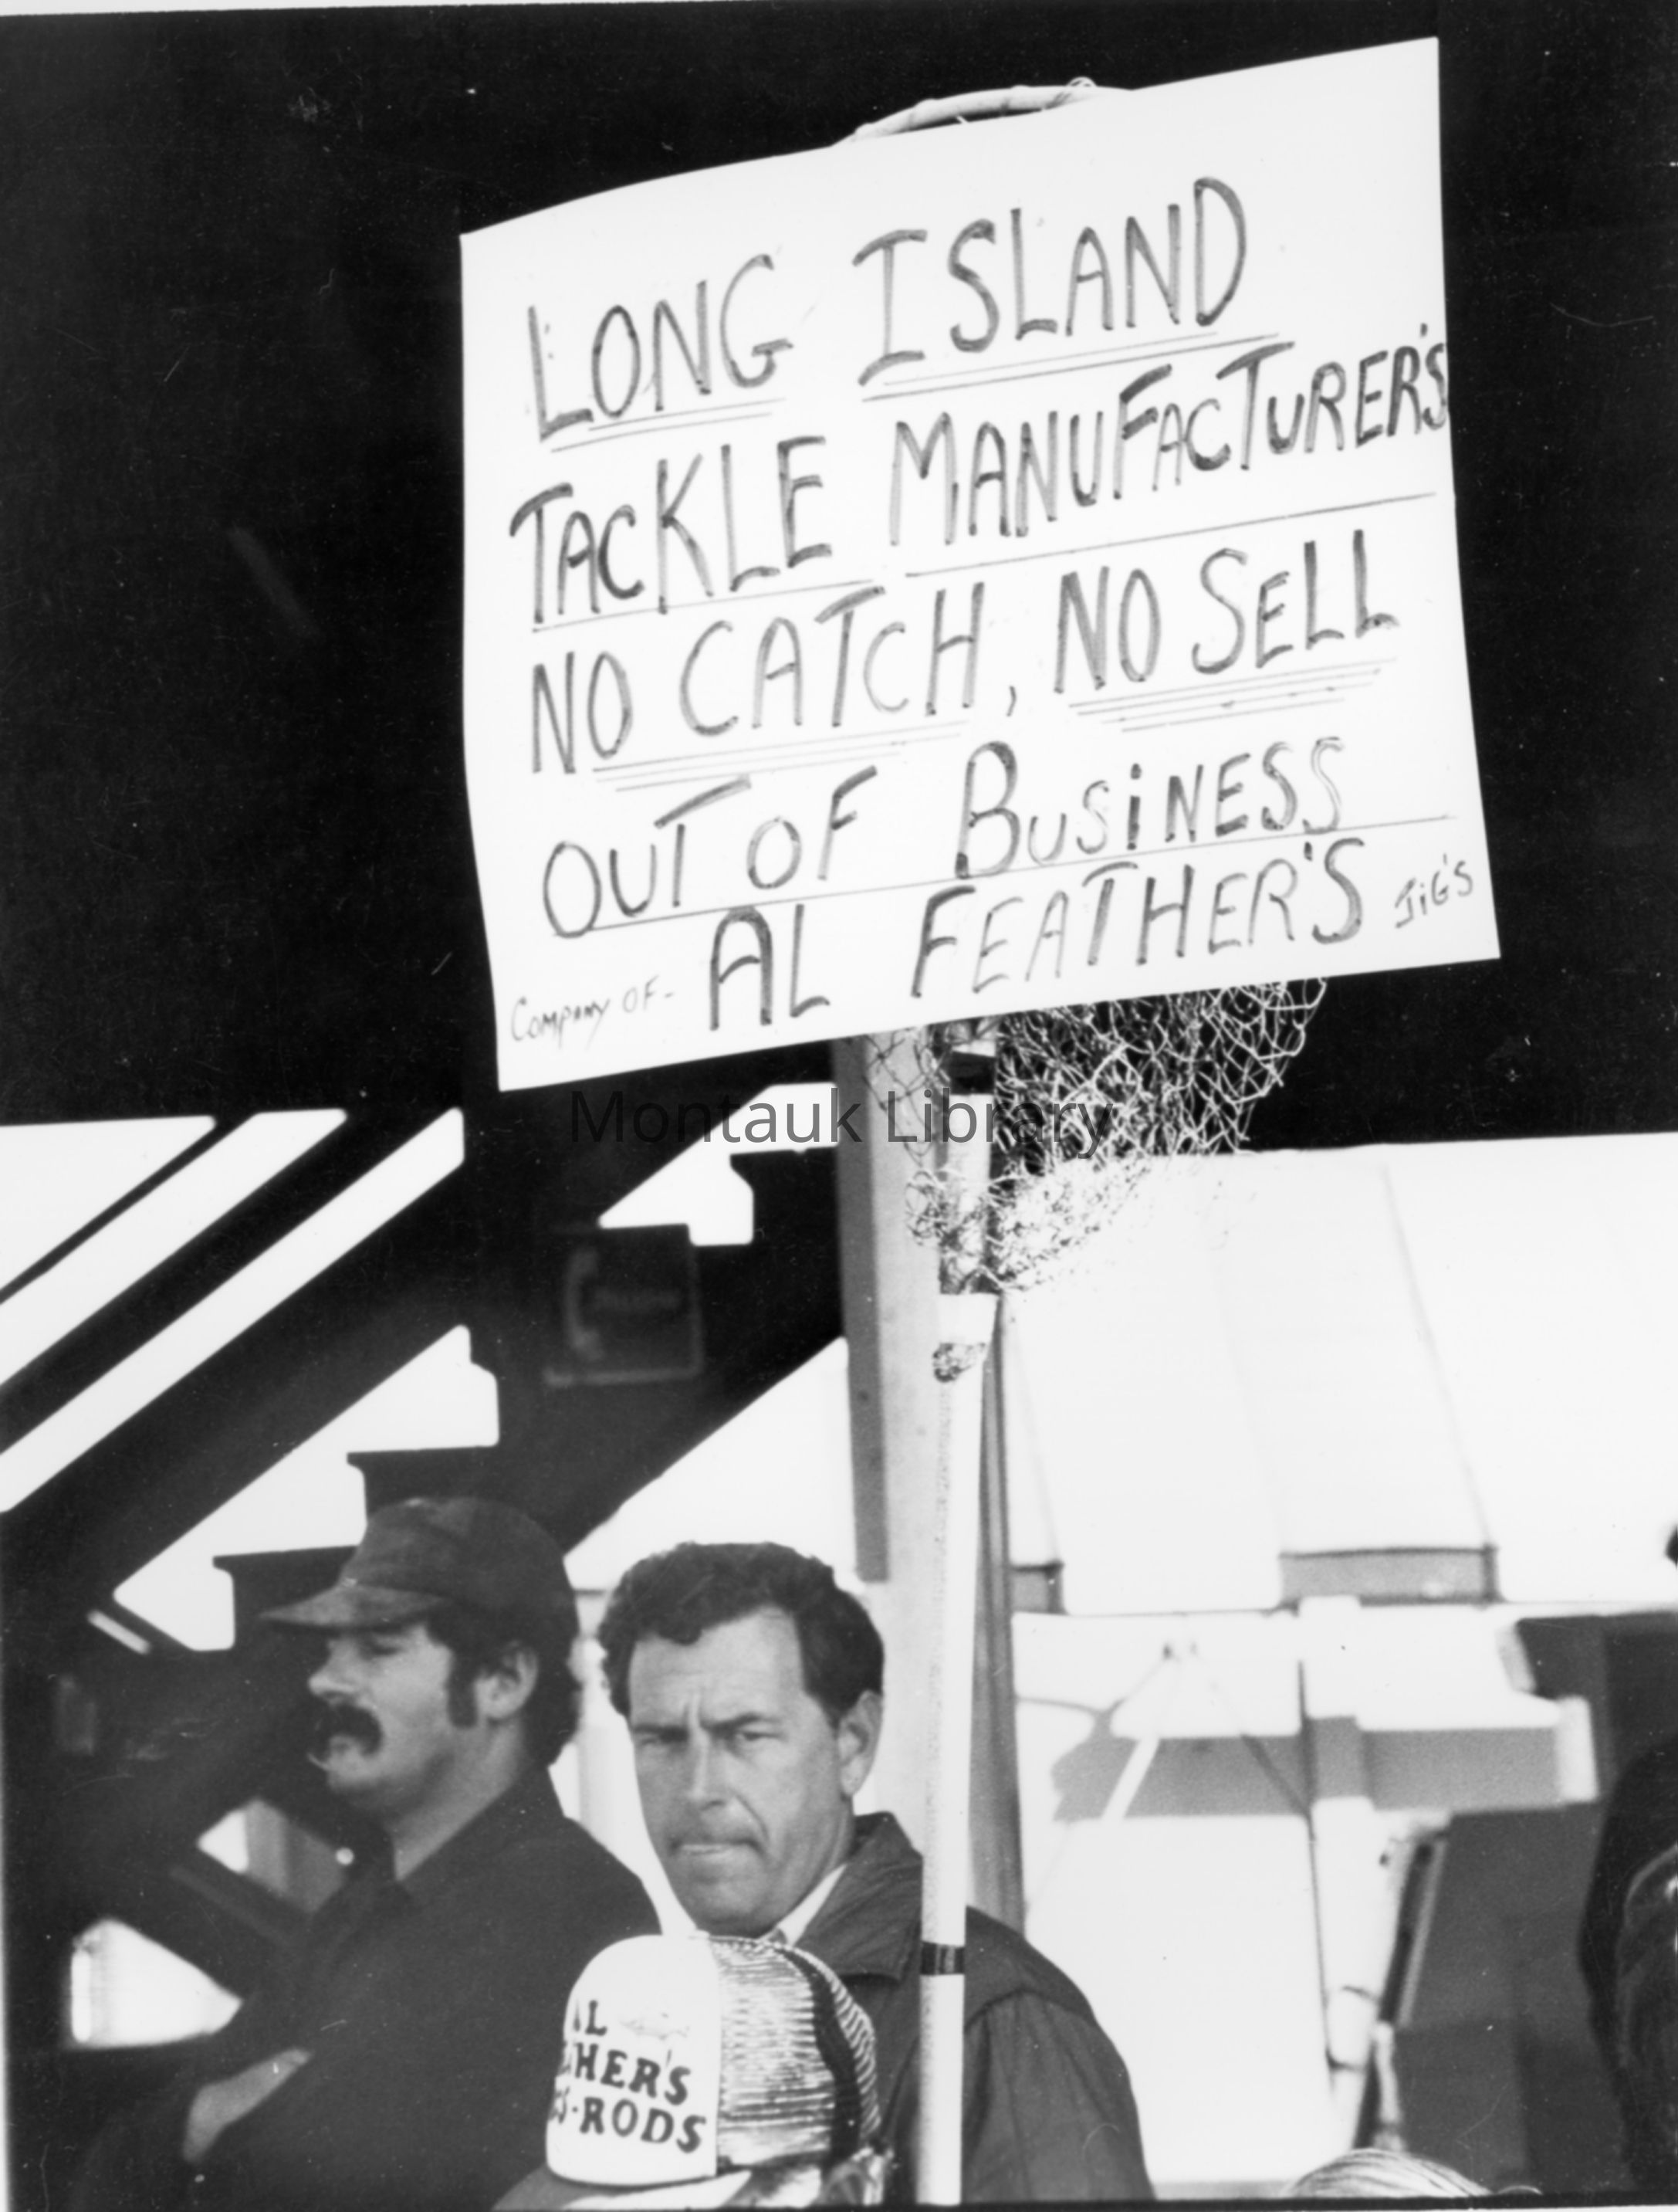 LONG ISLAND
TACKLE MANUFACTURER'S
NO CATCH, NO SELL
OUT OF BUSINESS
COMPANY OF- AL FEATHER'S JIG'S
Montauk Library
AL
HER'S
S-RODS